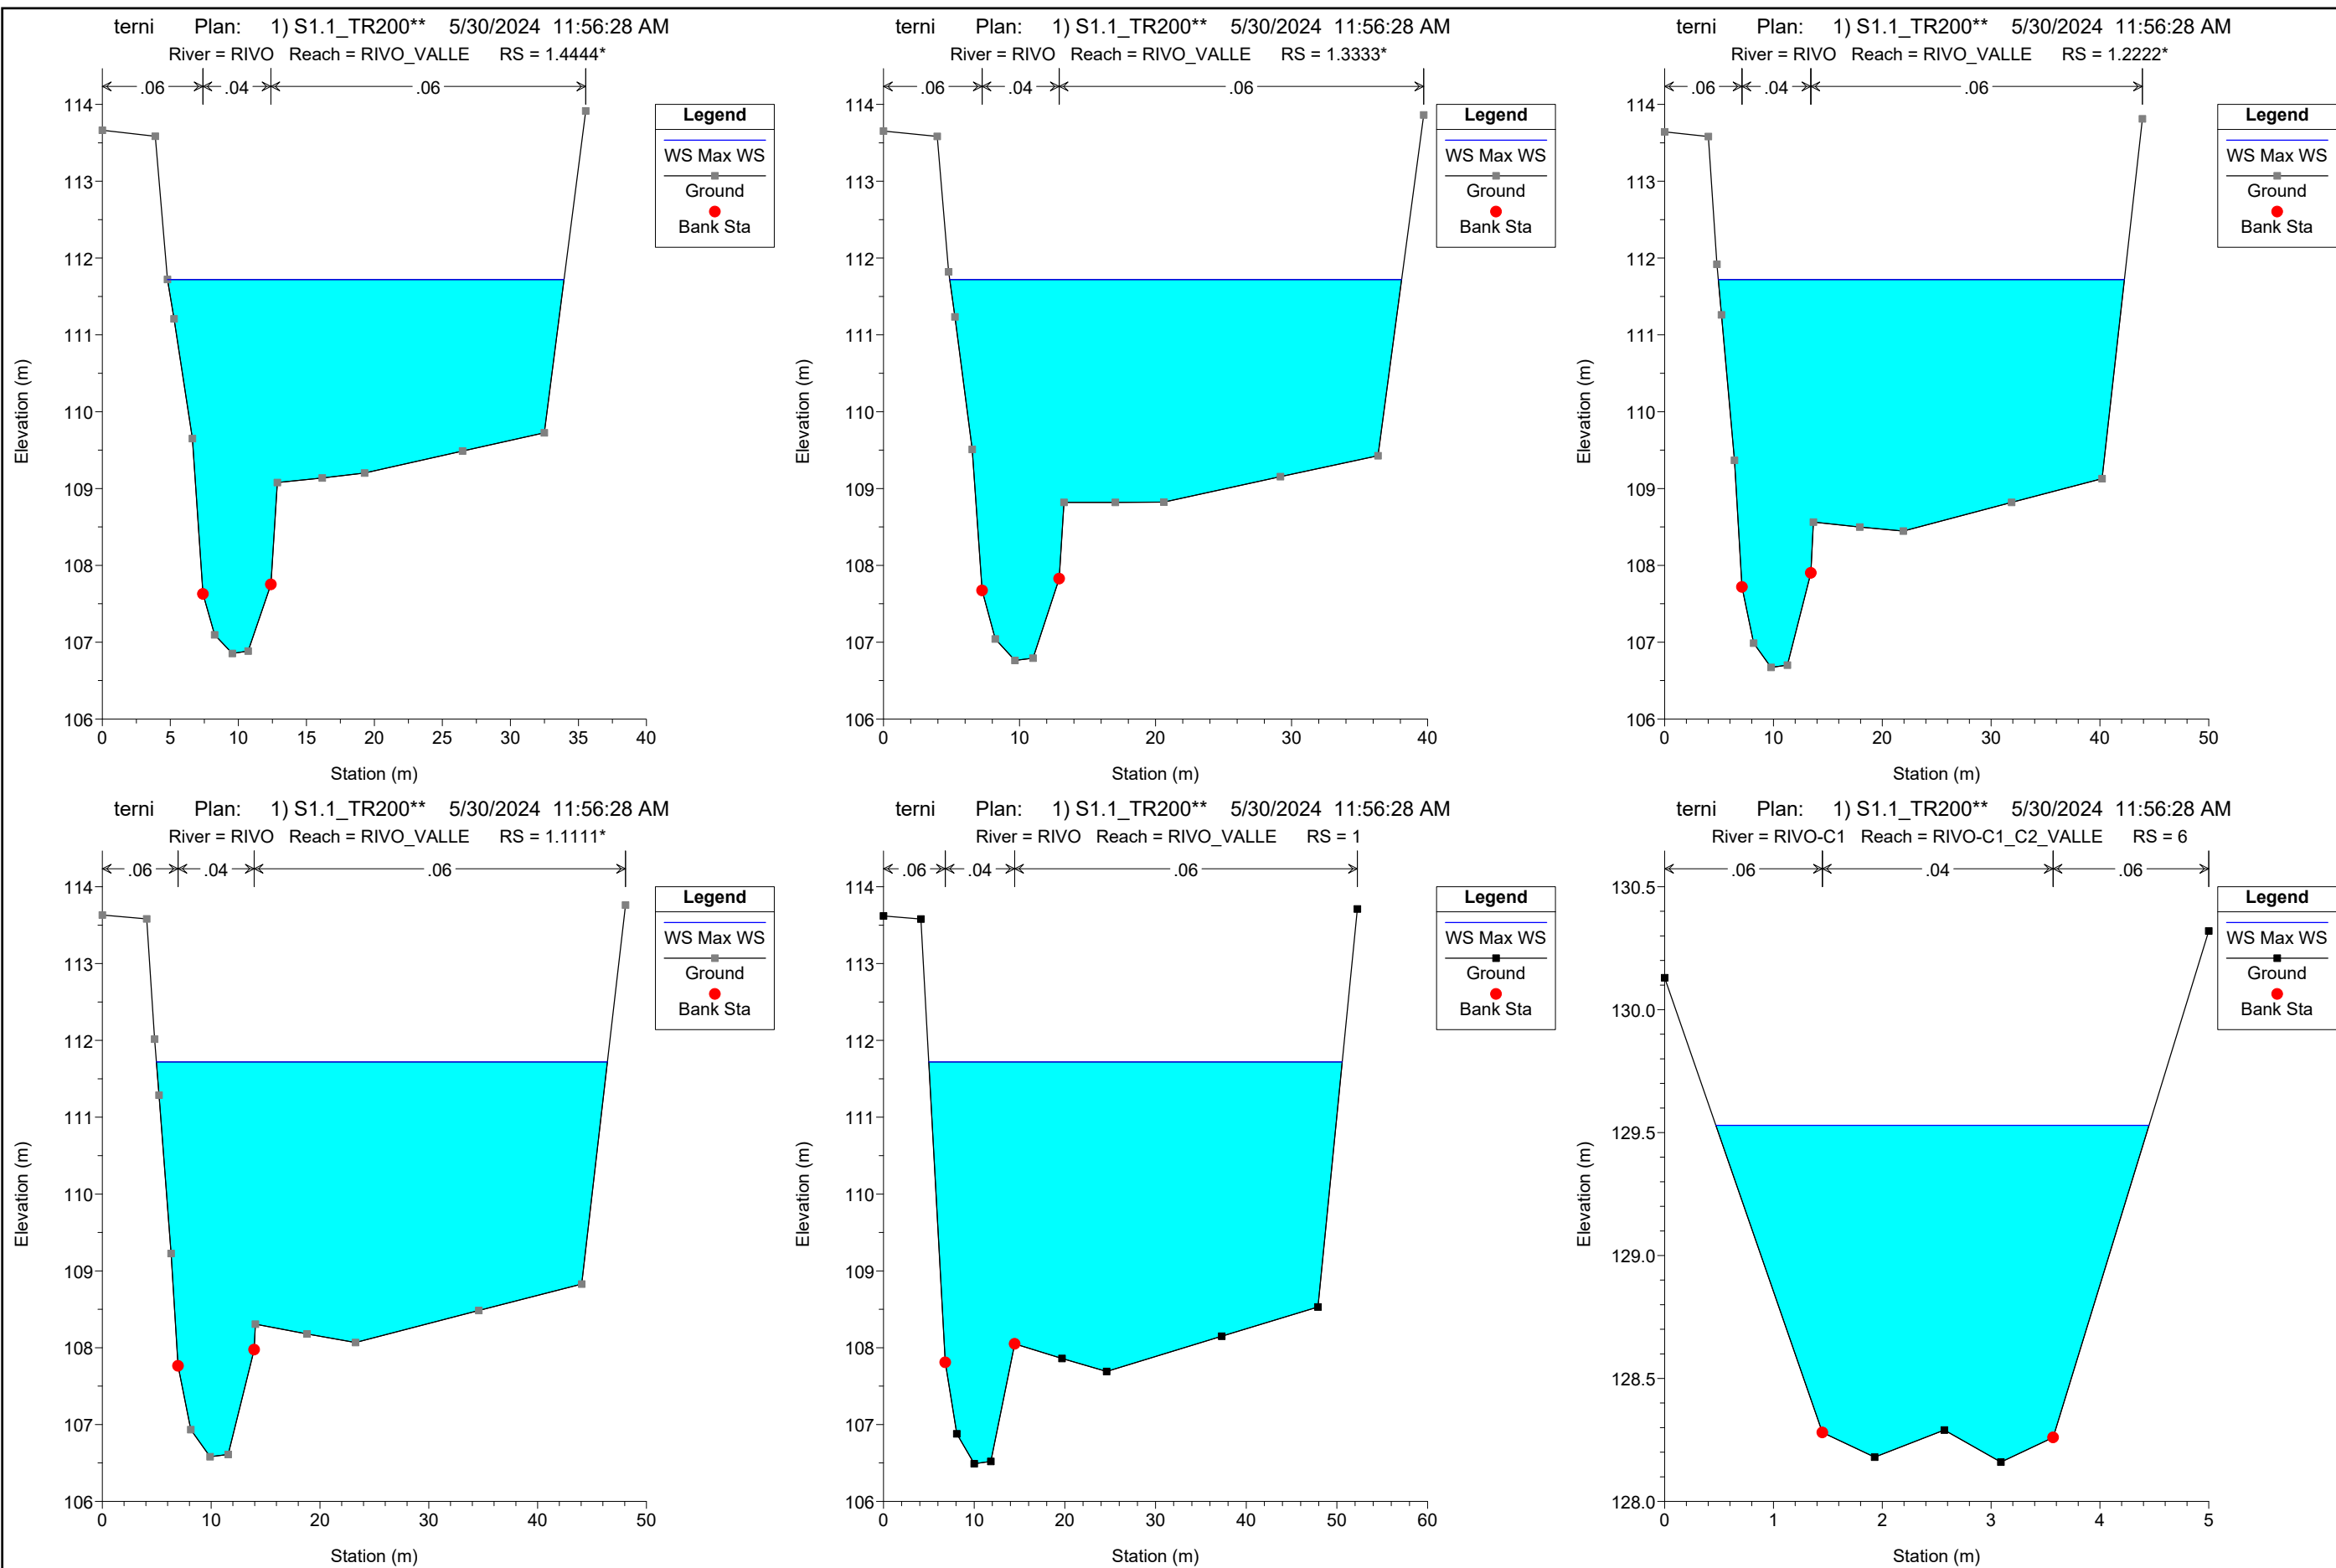 terni Plan: 1) S1.1_TR200** 5/30/2024 11:56:28 AM
River = RIVO Reach = RIVO_VALLE RS = 1.4444*
.06 .04 .06
Legend
WS Max WS
Ground
Bank Sta
114
113
112
111
110
109
108
107
106
Elevation (m)
0 5 10 15 20 25 30 35 40
Station (m)
terni Plan: 1) S1.1_TR200** 5/30/2024 11:56:28 AM
River = RIVO Reach = RIVO_VALLE RS = 1.3333*
.06 .04 .06
Legend
WS Max WS
Ground
Bank Sta
114
113
112
111
110
109
108
107
106
Elevation (m)
0 10 20 30 40
Station (m)
terni Plan: 1) S1.1_TR200** 5/30/2024 11:56:28 AM
River = RIVO Reach = RIVO_VALLE RS = 1.2222*
.06 .04 .06
Legend
WS Max WS
Ground
Bank Sta
114
113
112
111
110
109
108
107
106
Elevation (m)
0 10 20 30 40 50
Station (m)
terni Plan: 1) S1.1_TR200** 5/30/2024 11:56:28 AM
River = RIVO Reach = RIVO_VALLE RS = 1.1111*
.06 .04 .06
Legend
WS Max WS
Ground
Bank Sta
114
113
112
111
110
109
108
107
106
Elevation (m)
0 10 20 30 40 50
Station (m)
terni Plan: 1) S1.1_TR200** 5/30/2024 11:56:28 AM
River = RIVO Reach = RIVO_VALLE RS = 1
.06 .04 .06
Legend
WS Max WS
Ground
Bank Sta
114
113
112
111
110
109
108
107
106
Elevation (m)
0 10 20 30 40 50 60
Station (m)
terni Plan: 1) S1.1_TR200** 5/30/2024 11:56:28 AM
River = RIVO-C1 Reach = RIVO-C1_C2_VALLE RS = 6
.06 .04 .06
Legend
WS Max WS
Ground
Bank Sta
130.5
130.0
129.5
129.0
128.5
128.0
Elevation (m)
0 1 2 3 4 5
Station (m)